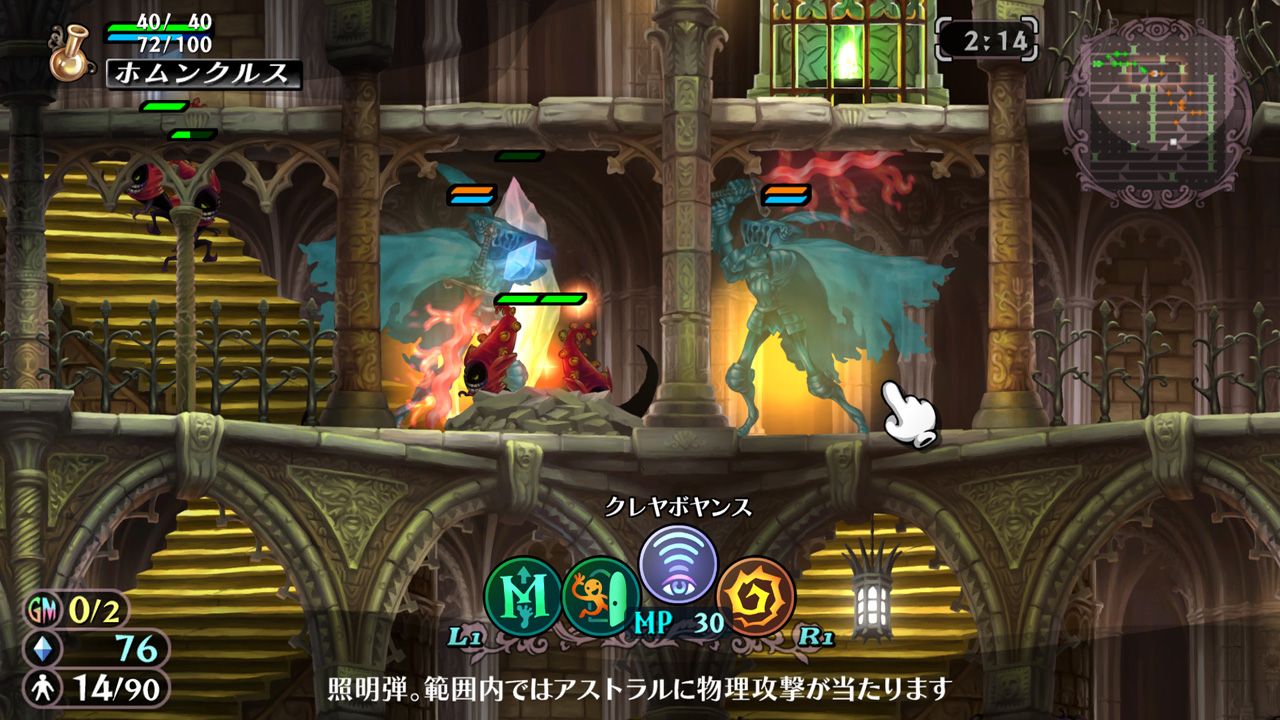 40/ 40
72/100
ホムンクルス
2:14
クレヤボヤンス
M
L1
MP 30
R1
GM 0/2
76
14/90
照明弾。範囲内ではアストラルに物理攻撃が当たります